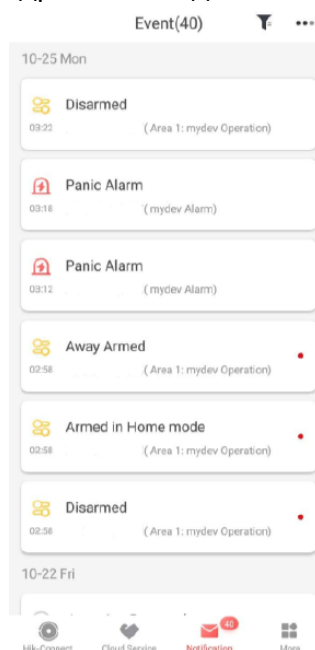 Event(40)
10-25 Mon
Disarmed
03:22 (Area 1: mydev Operation)
Panic Alarm
03:18 (mydev Alarm)
Panic Alarm
03:12 (mydev Alarm)
Away Armed
02:58 (Area 1: mydev Operation)
Armed in Home mode
02:58 (Area 1: mydev Operation)
Disarmed
02:58 (Area 1: mydev Operation)
10-22 Fri
40
Hik-Connect Cloud Service Notification More